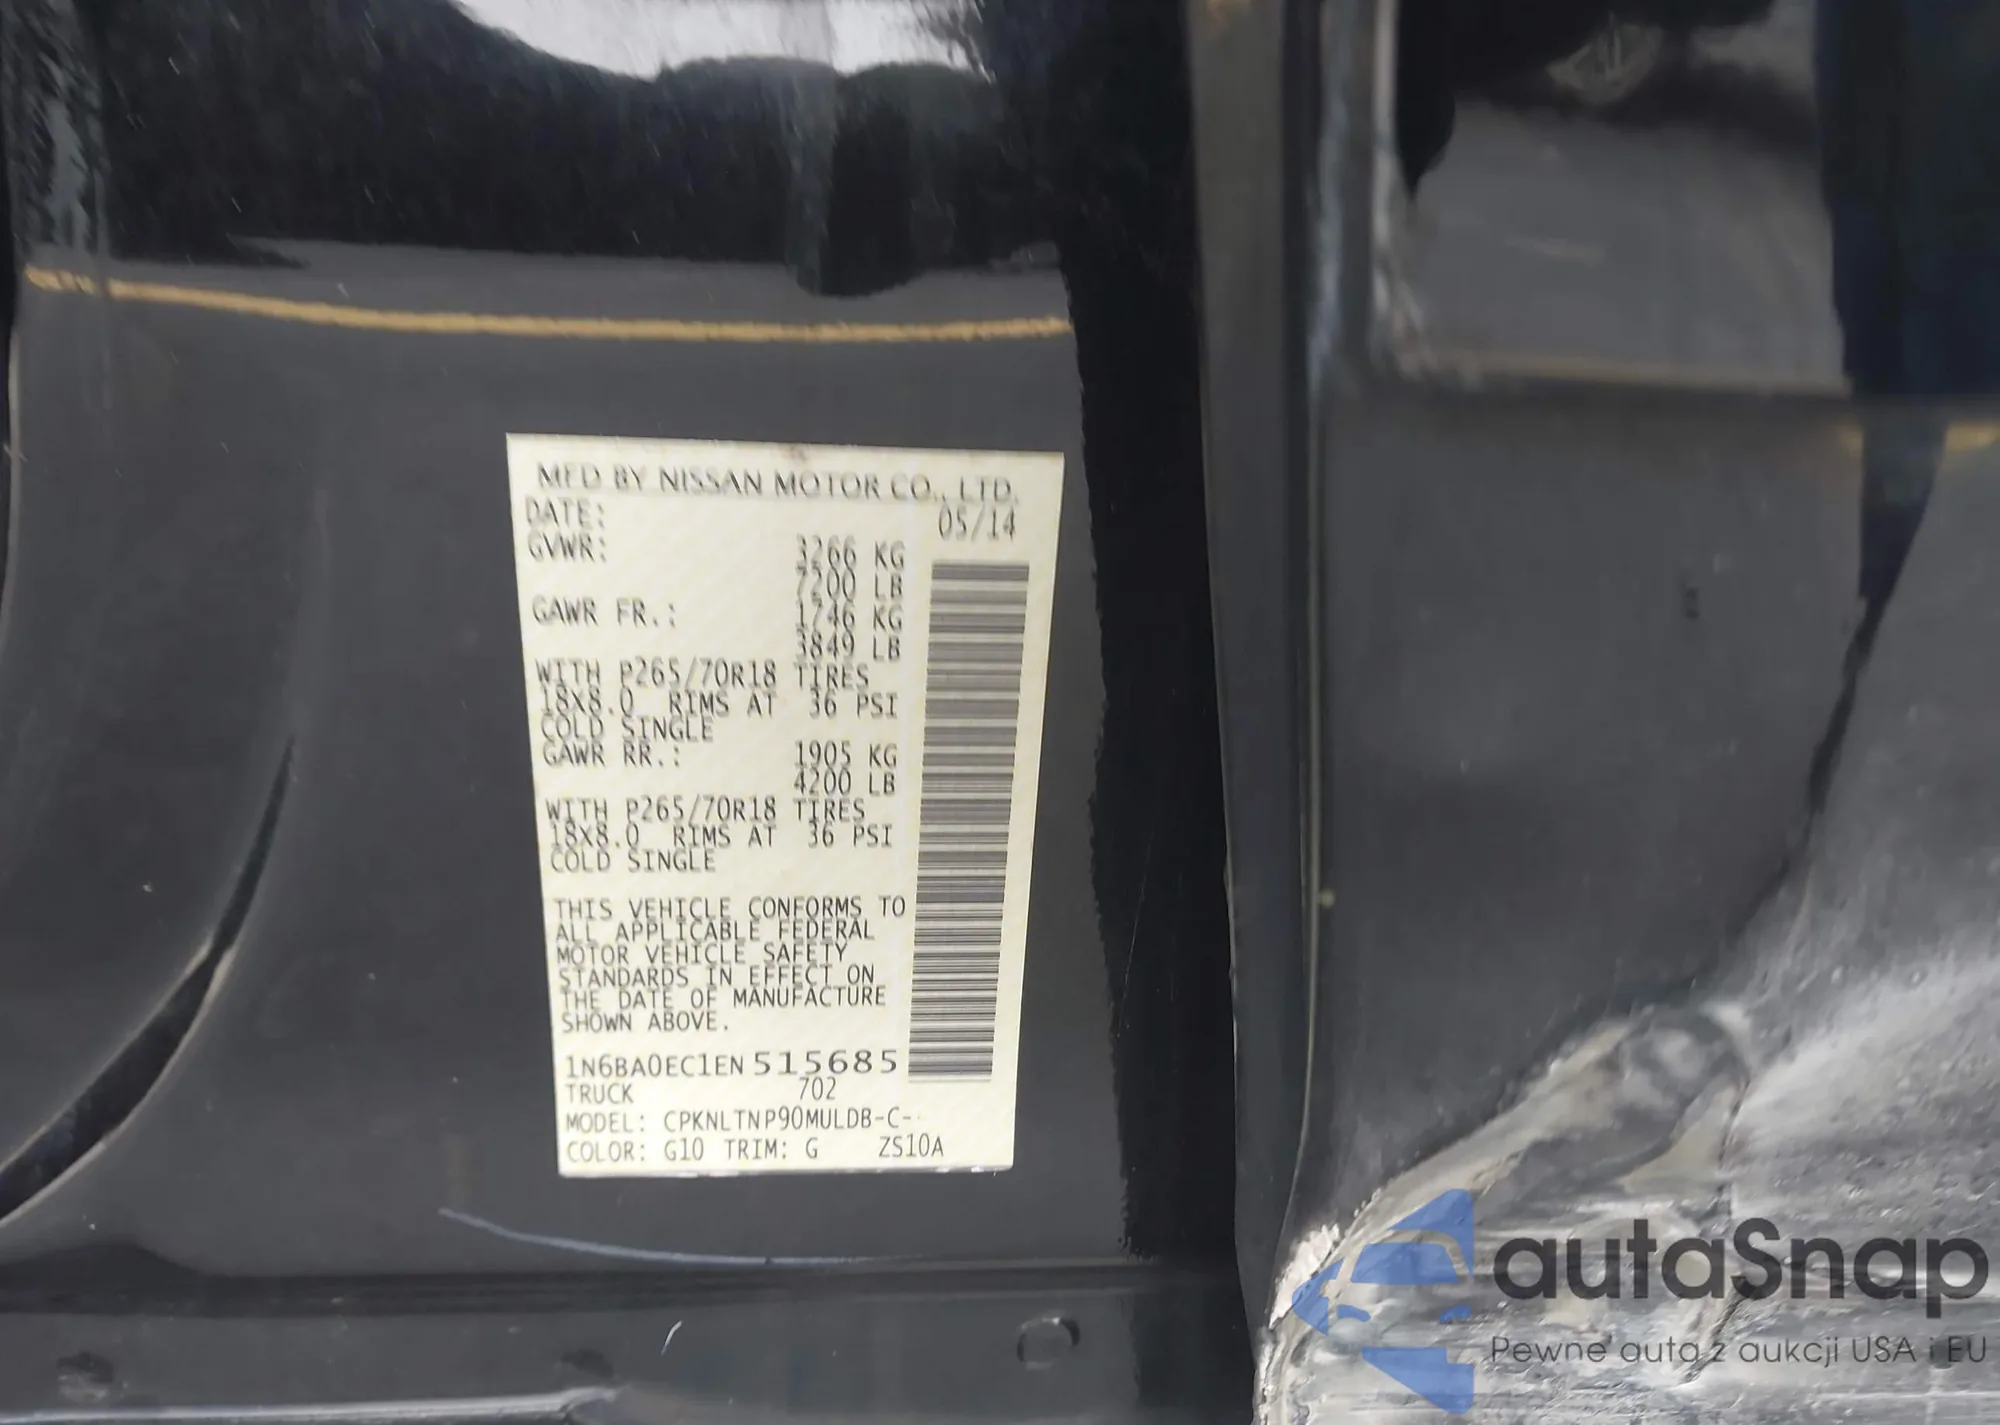 MFD BY NISSAN MOTOR CO., LTD.
DATE: 05/14
GVWR: 3266 KG
7200 LB
GAWR FR.: 1746 KG
3849 LB
WITH P265/70R18 TIRES
18X8.0 RIMS AT 36 PSI
COLD SINGLE
GAWR RR.: 1905 KG
4200 LB
WITH P265/70R18 TIRES
18X8.0 RIMS AT 36 PSI
COLD SINGLE
THIS VEHICLE CONFORMS TO
ALL APPLICABLE FEDERAL
MOTOR VEHICLE SAFETY
STANDARDS IN EFFECT ON
THE DATE OF MANUFACTURE
SHOWN ABOVE.
1N6BA0EC1EN515685
TRUCK 702
MODEL: CPKNLTNP90MULDB-C-
COLOR: G10 TRIM: G ZS10A
autaSnap
Pewne auta z aukcji USA i EU